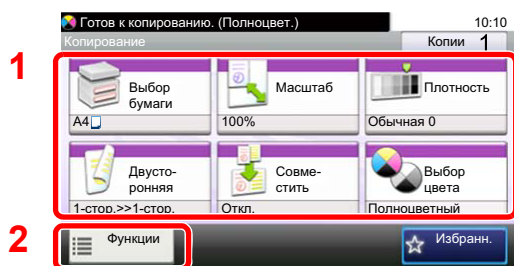 Готов к копированию. (Полноцвет.) 10:10
Копирование Копии 1
1
Выбор бумаги
A4
Масштаб
100%
Плотность
Обычная 0
Двусто-
ронняя
1-стор.>>1-стор.
Совме-
стить
Откл.
Выбор
цвета
Полноцветный
2
Функции
Избранн.